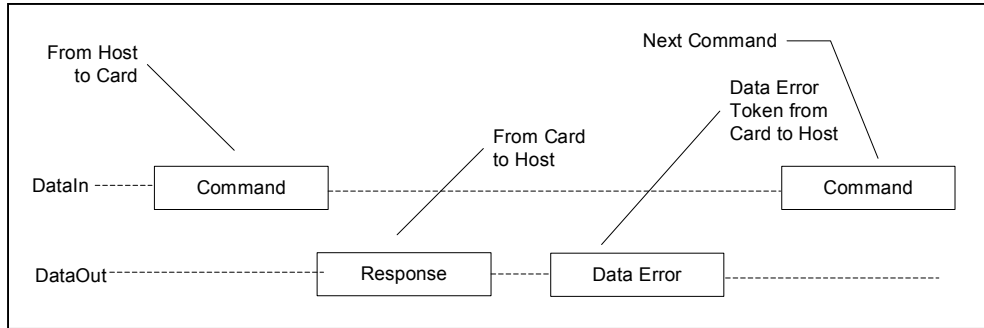 From Host
to Card
Next Command
Data Error
Token from
Card to Host
From Card
to Host
DataIn
Command
Command
DataOut
Response
Data Error